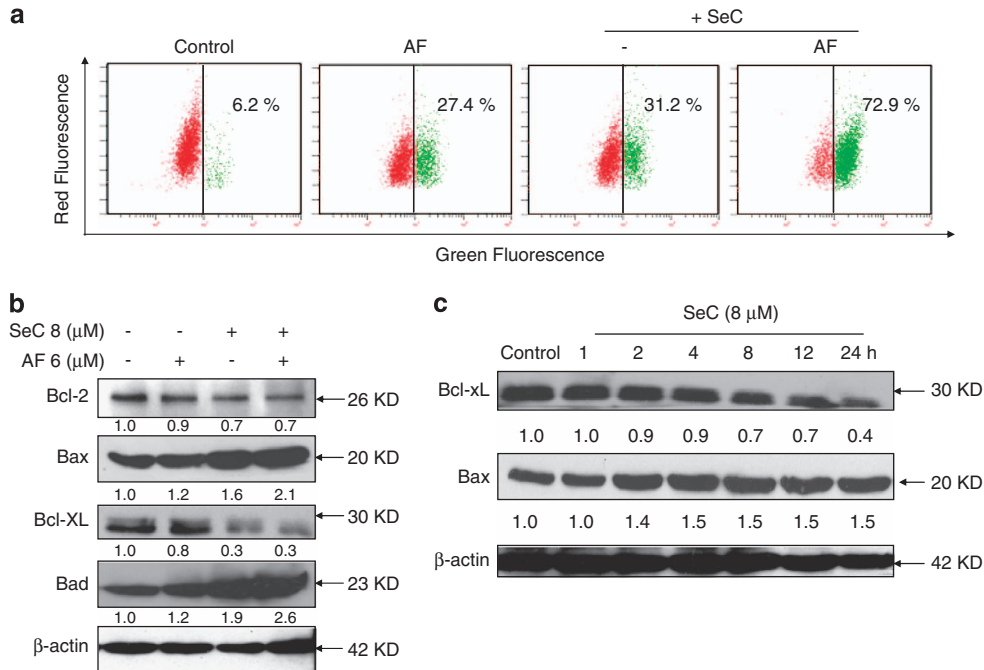 a
+ SeC
Control AF - AF
6.2 % 27.4 % 31.2 % 72.9 %
Red Fluorescence
Green Fluorescence
b
SeC 8 (μM) - - + +
AF 6 (μM) - + - +
Bcl-2 26 KD
1.0 0.9 0.7 0.7
Bax 20 KD
1.0 1.2 1.6 2.1
Bcl-XL 30 KD
1.0 0.8 0.3 0.3
Bad 23 KD
1.0 1.2 1.9 2.6
β-actin 42 KD
c
SeC (8 μM)
Control 1 2 4 8 12 24 h
Bcl-xL 30 KD
1.0 1.0 0.9 0.9 0.7 0.7 0.4
Bax 20 KD
1.0 1.0 1.4 1.5 1.5 1.5 1.5
β-actin 42 KD